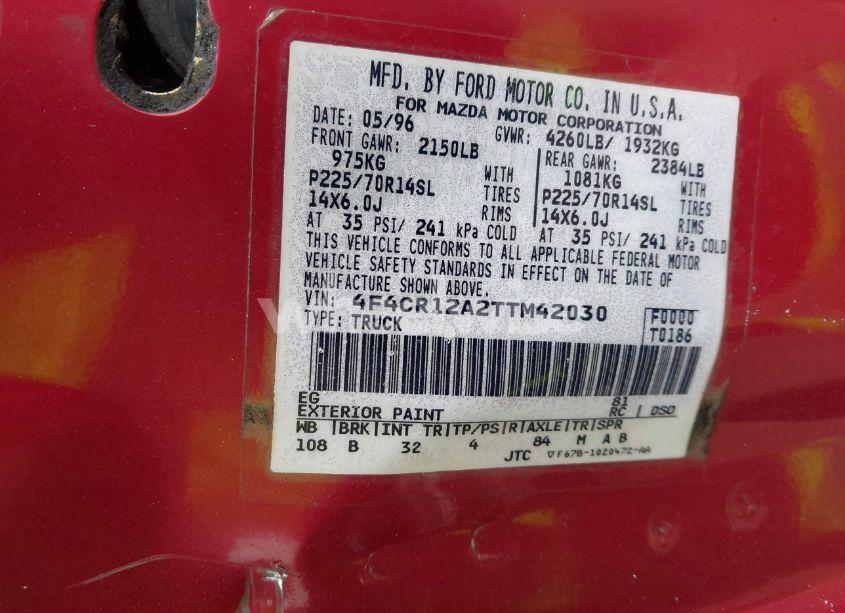 MFD. BY FORD MOTOR CO. IN U.S.A.
FOR MAZDA MOTOR CORPORATION
DATE: 05/96 GVWR: 4260LB/ 1932KG
FRONT GAWR: 2150LB REAR GAWR: 2384LB
975KG WITH 1081KG WITH
P225/70R14SL TIRES P225/70R14SL TIRES
14X6.0J RIMS 14X6.0J RIMS
AT 35 PSI/ 241 kPa COLD AT 35 PSI/ 241 kPa COLD
THIS VEHICLE CONFORMS TO ALL APPLICABLE FEDERAL MOTOR
VEHICLE SAFETY STANDARDS IN EFFECT ON THE DATE OF
MANUFACTURE SHOWN ABOVE.
VIN: 4F4CR12A2TTM42030 F0000
TYPE: TRUCK T0186
EG 81
EXTERIOR PAINT RC | DSO
WB |BRK|INT TR|TP/PS|R|AXLE|TR|SPR
108 B 32 4 84 M A B
JTC ▽F67B-1020472-AA